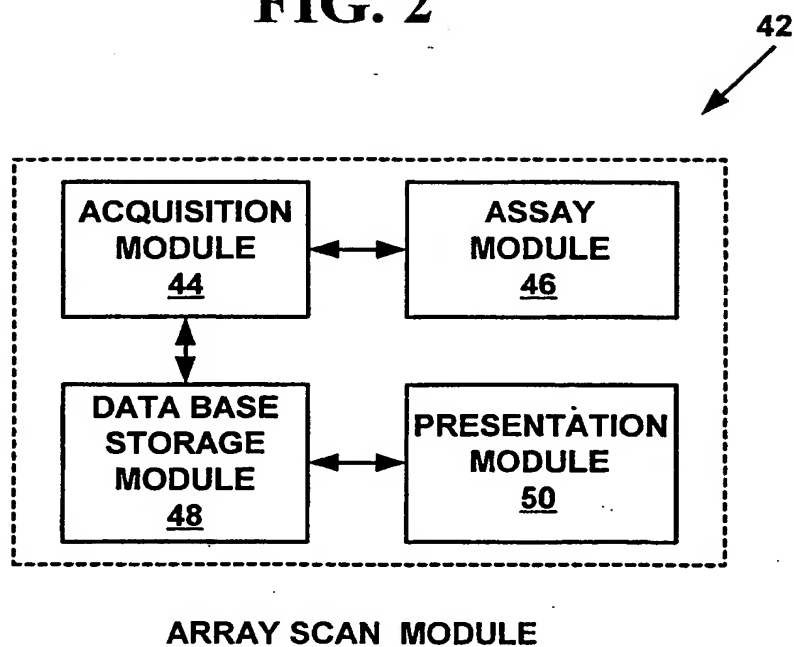 FIG. 2
42
ACQUISITION
MODULE
44
ASSAY
MODULE
46
DATA BASE
STORAGE
MODULE
48
PRESENTATION
MODULE
50
ARRAY SCAN MODULE